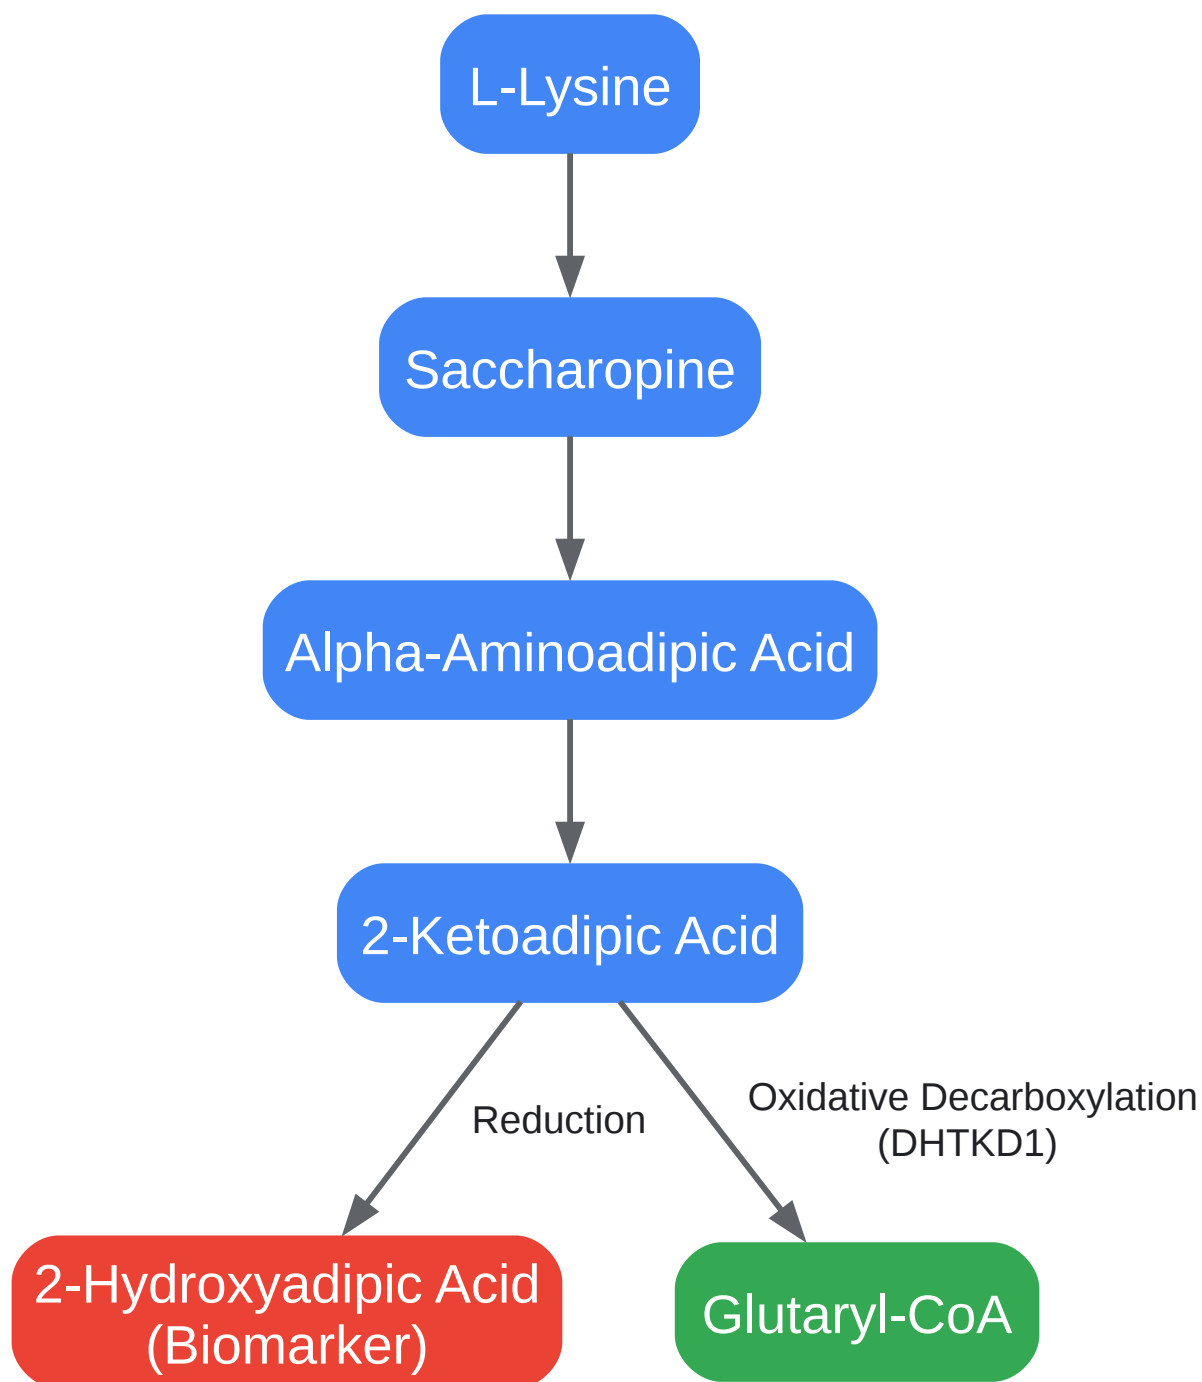 L-Lysine
Saccharopine
Alpha-Aminoadipic Acid
2-Ketoadipic Acid
Reduction
Oxidative Decarboxylation
(DHTKD1)
2-Hydroxyadipic Acid
(Biomarker)
Glutaryl-CoA